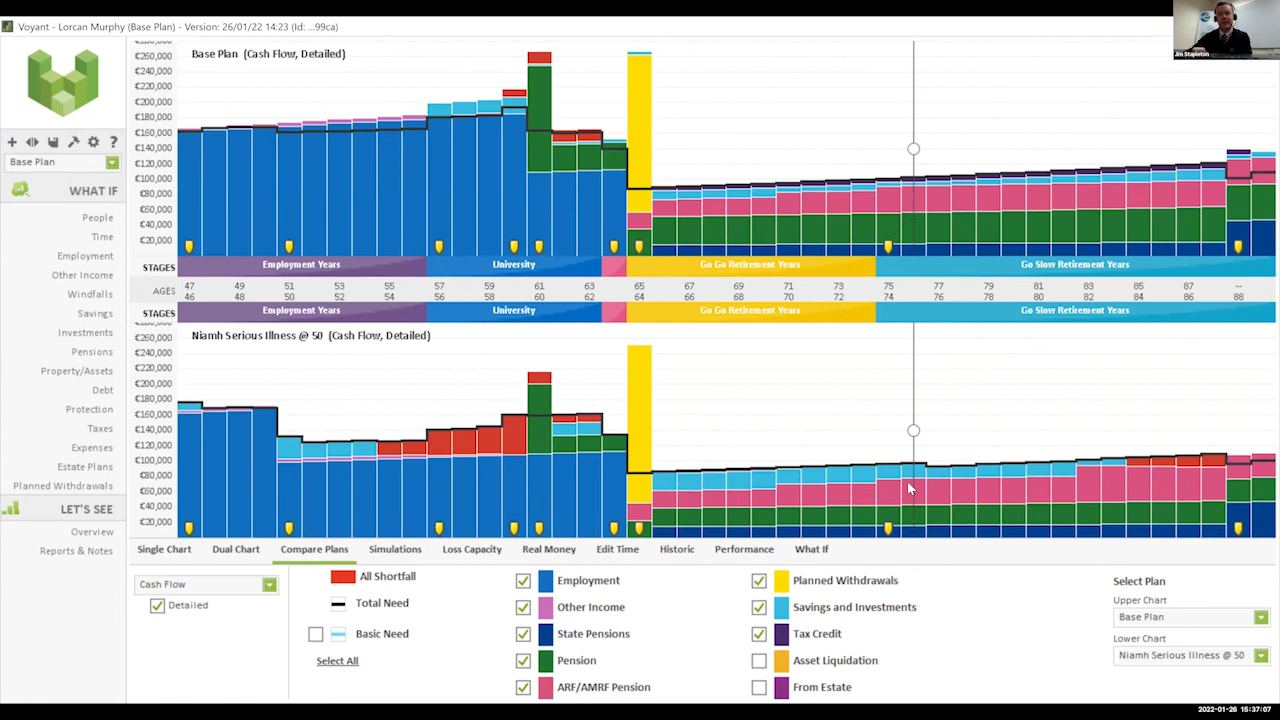 Voyant - Lorcan Murphy (Base Plan) - Version: 26/01/22 14:23 (Id: ...99ca)
Jim Stapleton
Base Plan
WHAT IF
People
Time
Employment
Other Income
Windfalls
Savings
Investments
Pensions
Property/Assets
Debt
Protection
Taxes
Expenses
Estate Plans
Planned Withdrawals
LET'S SEE
Overview
Reports & Notes
Base Plan (Cash Flow, Detailed)
€280,000
€260,000
€240,000
€220,000
€200,000
€180,000
€160,000
€140,000
€120,000
€100,000
€80,000
€60,000
€40,000
€20,000
STAGES Employment Years University Go Go Retirement Years Go Slow Retirement Years
AGES 47 49 51 53 55 57 59 61 63 65 67 69 71 73 75 77 79 81 83 85 87 --
46 48 50 52 54 56 58 60 62 64 66 68 70 72 74 76 78 80 82 84 86 88
STAGES Employment Years University Go Go Retirement Years Go Slow Retirement Years
Niamh Serious Illness @ 50 (Cash Flow, Detailed)
€280,000
€260,000
€240,000
€220,000
€200,000
€180,000
€160,000
€140,000
€120,000
€100,000
€80,000
€60,000
€40,000
€20,000
Single Chart Dual Chart Compare Plans Simulations Loss Capacity Real Money Edit Time Historic Performance What If
Cash Flow
Detailed
All Shortfall
Total Need
Basic Need
Select All
Employment
Other Income
State Pensions
Pension
ARF/AMRF Pension
Planned Withdrawals
Savings and Investments
Tax Credit
Asset Liquidation
From Estate
Select Plan
Upper Chart
Base Plan
Lower Chart
Niamh Serious Illness @ 50
2022-01-26 15:37:07